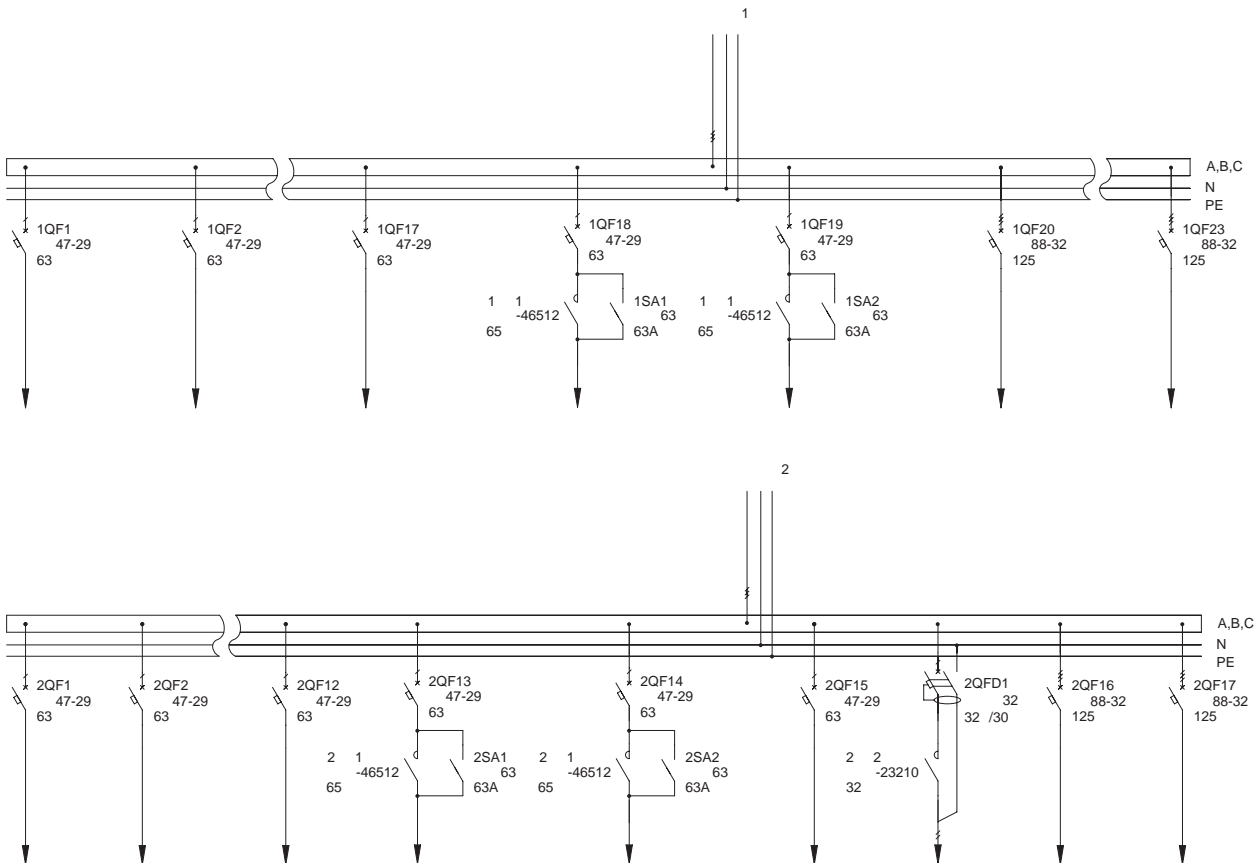 1
A,B,C
N
PE
1QF1
47-29
63
1QF2
47-29
63
1QF17
47-29
63
1QF18
47-29
63
1QF19
47-29
63
1QF20
88-32
125
1QF23
88-32
125
1 1
-46512
65
1SA1
63
63A
1 1
-46512
65
1SA2
63
63A
2
A,B,C
N
PE
2QF1
47-29
63
2QF2
47-29
63
2QF12
47-29
63
2QF13
47-29
63
2QF14
47-29
63
2QF15
47-29
63
2QFD1
32
32 /30
2QF16
88-32
125
2QF17
88-32
125
2 1
-46512
65
2SA1
63
63A
2 1
-46512
65
2SA2
63
63A
2 2
-23210
32